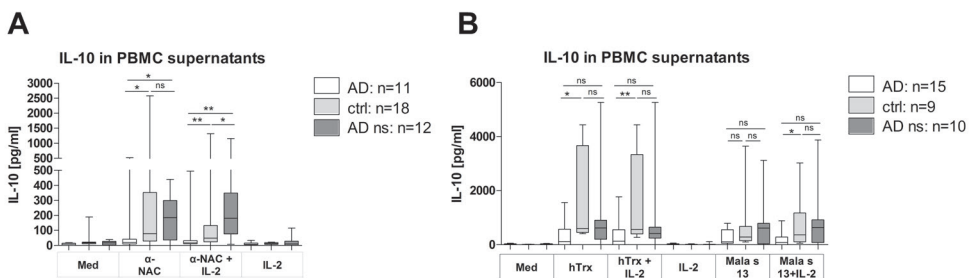 A
IL-10 in PBMC supernatants
IL-10 [pg/ml]
3000
2500
2000
1500
1000
500
500
400
300
200
100
0
* 
* ns
**
** *
Med
α-
NAC
α-NAC +
IL-2
IL-2
AD: n=11
ctrl: n=18
AD ns: n=12
B
IL-10 in PBMC supernatants
IL-10 [pg/ml]
6000
4000
2000
0
ns
* ns
ns
** ns
ns
ns ns
ns
* ns
Med
hTrx
hTrx +
IL-2
IL-2
Mala s
13
Mala s
13+IL-2
AD: n=15
ctrl: n=9
AD ns: n=10